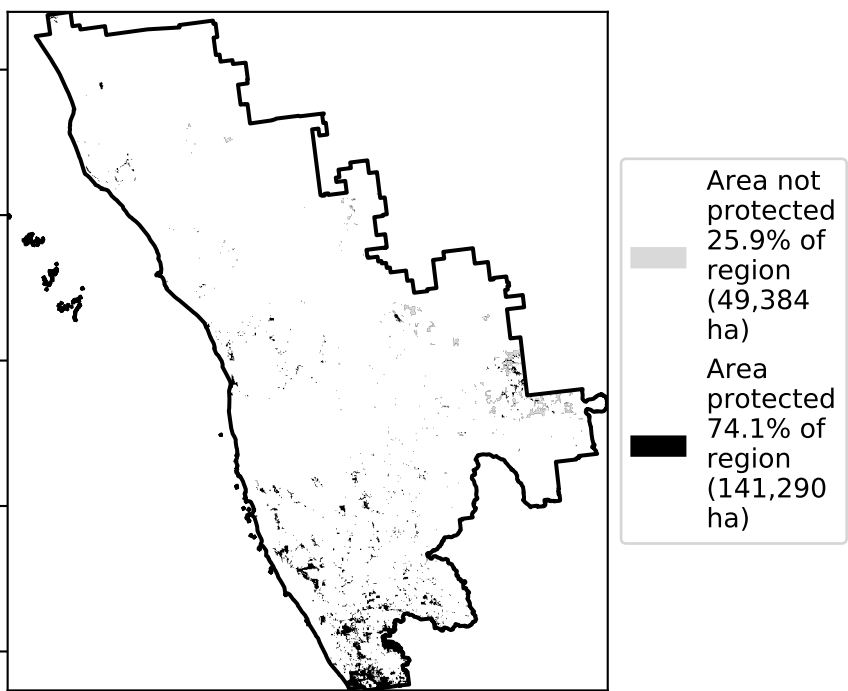 Area not
protected
25.9% of
region
(49,384
ha)
Area
protected
74.1% of
region
(141,290
ha)